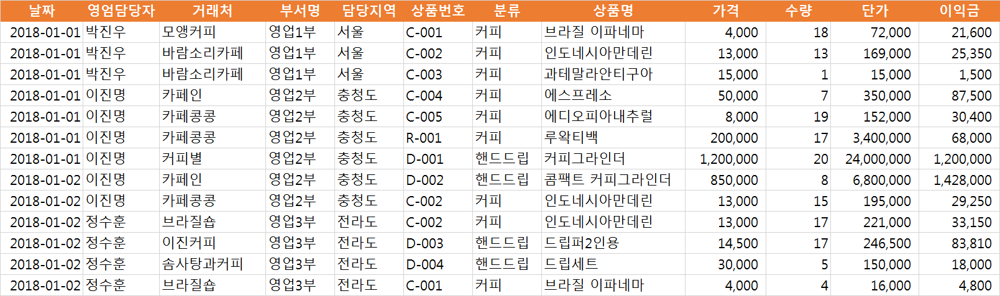 날짜 영엄담당자 거래처 부서명 담당지역 상품번호 분류 상품명 가격 수량 단가 이익금
2018-01-01 박진우 모앵커피 영업1부 서울 C-001 커피 브라질 이파네마 4,000 18 72,000 21,600
2018-01-01 박진우 바람소리카페 영업1부 서울 C-002 커피 인도네시아만데린 13,000 13 169,000 25,350
2018-01-01 박진우 바람소리카페 영업1부 서울 C-003 커피 과테말라안티구아 15,000 1 15,000 1,500
2018-01-01 이진명 카페인 영업2부 충청도 C-004 커피 에스프레소 50,000 7 350,000 87,500
2018-01-01 이진명 카페콩콩 영업2부 충청도 C-005 커피 에디오피아내추럴 8,000 19 152,000 30,400
2018-01-01 이진명 카페콩콩 영업2부 충청도 R-001 커피 루왁티백 200,000 17 3,400,000 68,000
2018-01-01 이진명 커피별 영업2부 충청도 D-001 핸드드립 커피그라인더 1,200,000 20 24,000,000 1,200,000
2018-01-02 이진명 카페인 영업2부 충청도 D-002 핸드드립 콤팩트 커피그라인더 850,000 8 6,800,000 1,428,000
2018-01-02 이진명 카페콩콩 영업2부 충청도 C-002 커피 인도네시아만데린 13,000 15 195,000 29,250
2018-01-02 정수훈 브라질숍 영업3부 전라도 C-002 커피 인도네시아만데린 13,000 17 221,000 33,150
2018-01-02 정수훈 이진커피 영업3부 전라도 D-003 핸드드립 드립퍼2인용 14,500 17 246,500 83,810
2018-01-02 정수훈 솜사탕과커피 영업3부 전라도 D-004 핸드드립 드립세트 30,000 5 150,000 18,000
2018-01-02 정수훈 브라질숍 영업3부 전라도 C-001 커피 브라질 이파네마 4,000 4 16,000 4,800